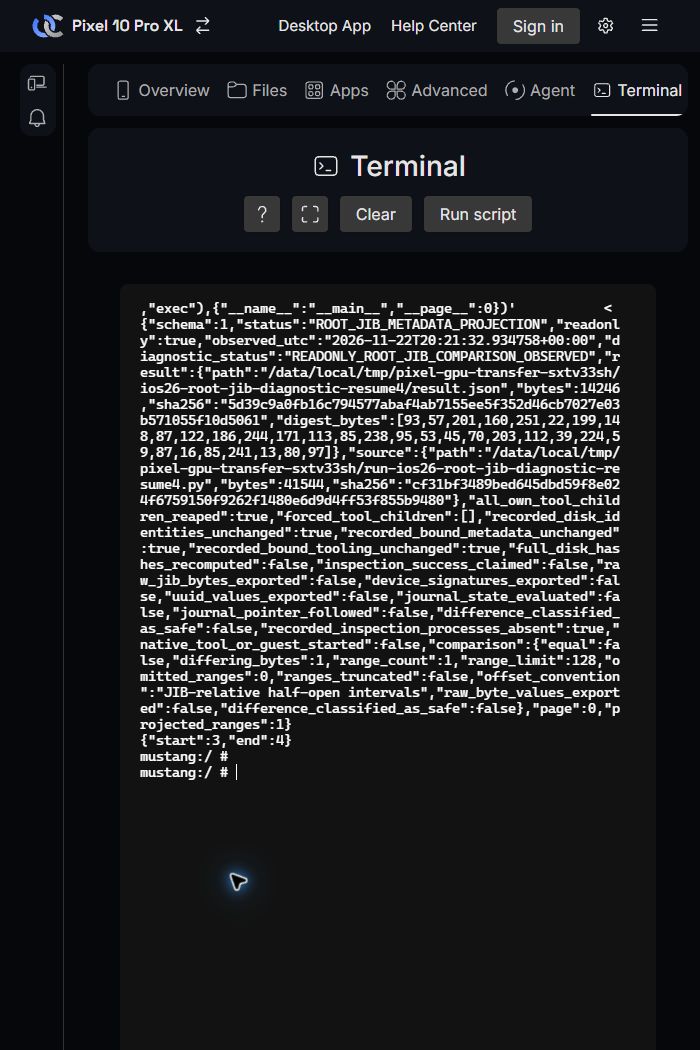 Pixel 10 Pro XL
Desktop App
Help Center
Sign in
Overview
Files
Apps
Advanced
Agent
Terminal
Terminal
?
Clear
Run script
,"exec"),{"__name__":"__main__","__page__":0})' <
{"schema":1,"status":"ROOT_JIB_METADATA_PROJECTION","readonl
y":true,"observed_utc":"2026-11-22T20:21:32.934758+00:00","d
iagnostic_status":"READONLY_ROOT_JIB_COMPARISON_OBSERVED","r
esult":{"path":"/data/local/tmp/pixel-gpu-transfer-sxtv33sh/
ios26-root-jib-diagnostic-resume4/result.json","bytes":14246
,"sha256":"5d39c9a0fb16c794577abaf4ab7155ee5f352d46cb7027e03
b571055f10d5061","digest_bytes":[93,57,201,160,251,22,199,14
8,87,122,186,244,171,113,85,238,95,53,45,70,203,112,39,224,5
9,87,16,85,241,13,80,97]},"source":{"path":"/data/local/tmp/
pixel-gpu-transfer-sxtv33sh/run-ios26-root-jib-diagnostic-re
sume4.py","bytes":41544,"sha256":"cf31bf3489bed645dbd59f8e02
4f6759150f9262f1480e6d9d4ff53f855b9480"},"all_own_tool_child
ren_reaped":true,"forced_tool_children":[],"recorded_disk_id
entities_unchanged":true,"recorded_bound_metadata_unchanged"
:true,"recorded_bound_tooling_unchanged":true,"full_disk_has
hes_recomputed":false,"inspection_success_claimed":false,"ra
w_jib_bytes_exported":false,"device_signatures_exported":fal
se,"uuid_values_exported":false,"journal_state_evaluated":fa
lse,"journal_pointer_followed":false,"difference_classified_
as_safe":false,"recorded_inspection_processes_absent":true,"
native_tool_or_guest_started":false,"comparison":{"equal":fa
lse,"differing_bytes":1,"range_count":1,"range_limit":128,"o
mitted_ranges":0,"ranges_truncated":false,"offset_convention
":"JIB-relative half-open intervals","raw_byte_values_export
ed":false,"difference_classified_as_safe":false},"page":0,"p
rojected_ranges":1}
{"start":3,"end":4}
mustang:/ #
mustang:/ #